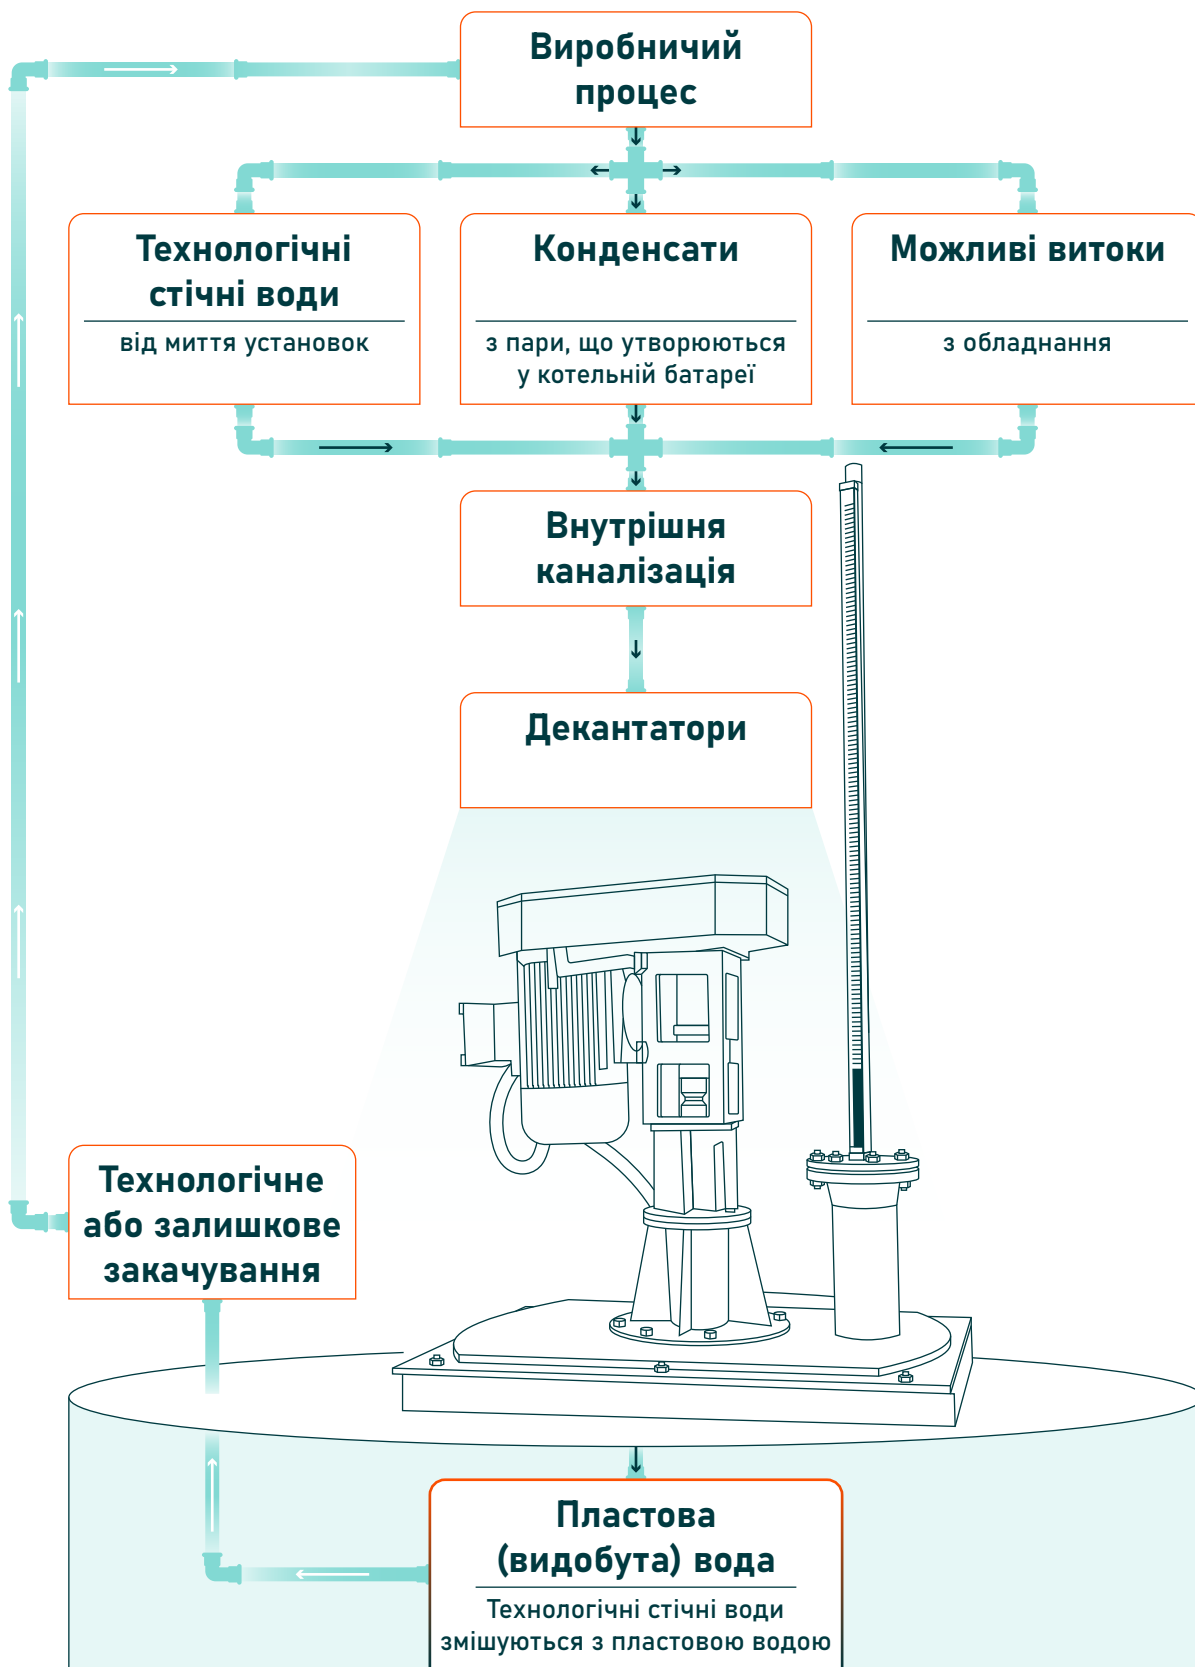 Виробничий
процес
Технологічні
стічні води
від миття установок
Конденсати
з пари, що утворюються
у котельній батареї
Можливі витоки
з обладнання
Внутрішня
каналізація
Декантатори
Технологічне
або залишкове
закачування
Пластова
(видобута) вода
Технологічні стічні води
змішуються з пластовою водою